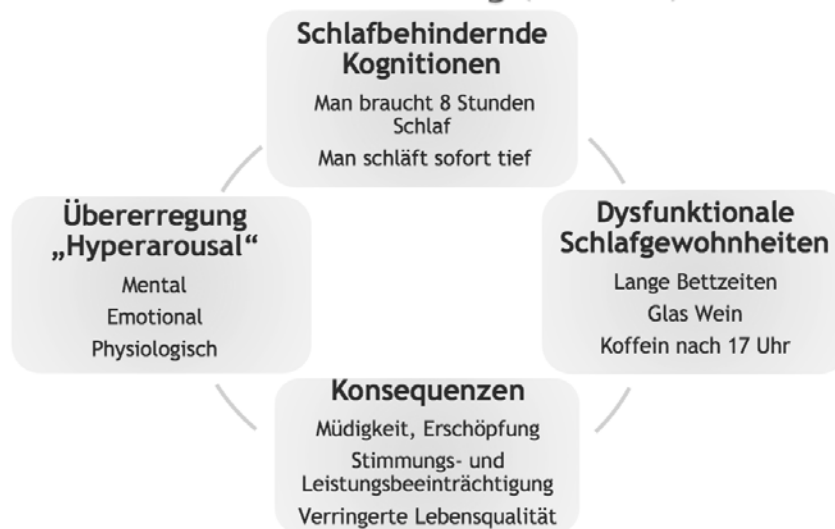 Schlafbehindernde
Kognitionen
Man braucht 8 Stunden
Schlaf
Man schläft sofort tief
Übererregung
„Hyperarousal“
Mental
Emotional
Physiologisch
Dysfunktionale
Schlafgewohnheiten
Lange Bettzeiten
Glas Wein
Koffein nach 17 Uhr
Konsequenzen
Müdigkeit, Erschöpfung
Stimmungs- und
Leistungsbeeinträchtigung
Verringerte Lebensqualität